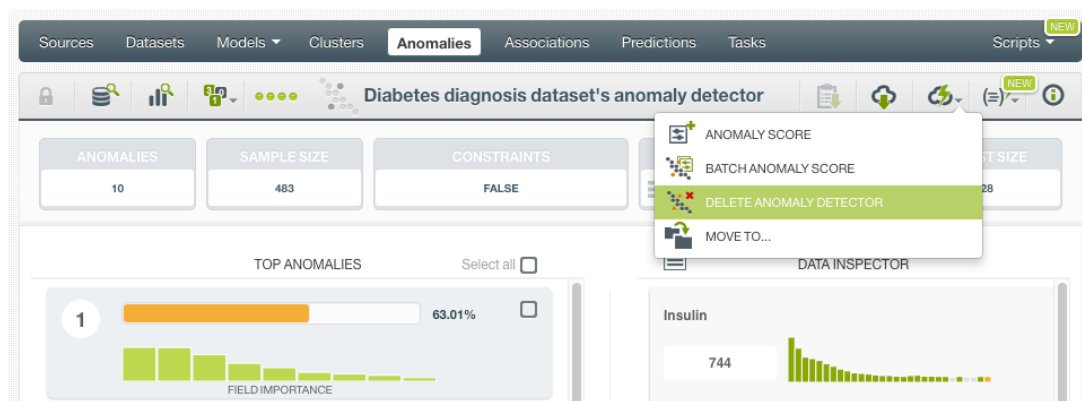 NEW
Sources Datasets Models Clusters Anomalies Associations Predictions Tasks Scripts
NEW
Diabetes diagnosis dataset's anomaly detector (=)
ANOMALY SCORE
BATCH ANOMALY SCORE
DELETE ANOMALY DETECTOR
MOVE TO...
ANOMALIES SAMPLE SIZE CONSTRAINTS ST SIZE
10 483 FALSE 28
TOP ANOMALIES Select all DATA INSPECTOR
1 63.01%
FIELD IMPORTANCE
Insulin
744